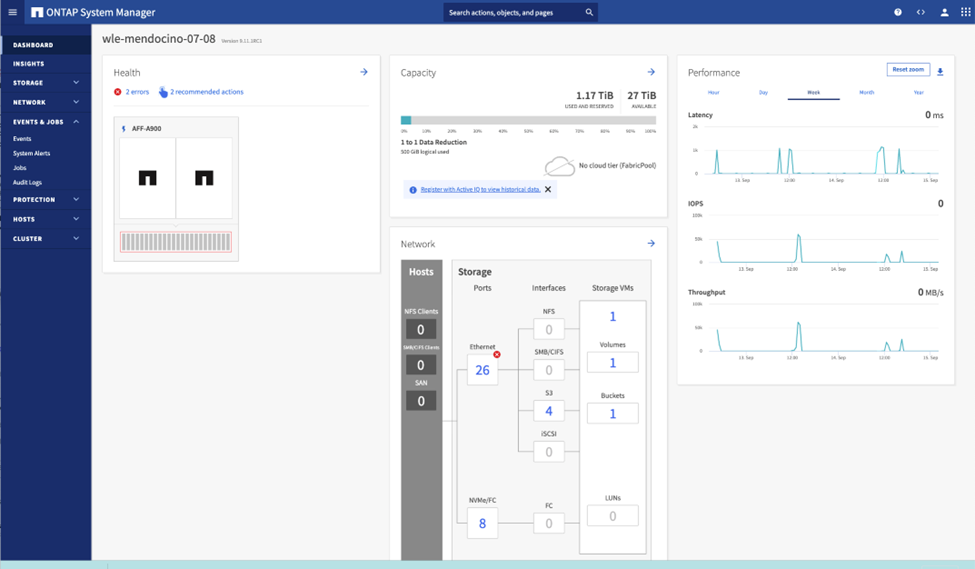 ONTAP System Manager
Search actions, objects, and pages
DASHBOARD
INSIGHTS
STORAGE
NETWORK
EVENTS & JOBS
Events
System Alerts
Jobs
Audit Logs
PROTECTION
HOSTS
CLUSTER
wle-mendocino-07-08 Version 9.11.1RC1
Health
2 errors 2 recommended actions
AFF-A900
Capacity
1.17 TiB 27 TiB
USED AND RESERVED AVAILABLE
0% 10% 20% 30% 40% 50% 60% 70% 80% 90% 100%
1 to 1 Data Reduction
500 GiB logical used
No cloud tier (FabricPool)
Register with Active IQ to view historical data.
Network
Hosts
NFS Clients
0
SMB/CIFS Clients
0
SAN
0
Storage
Ports Interfaces Storage VMs
Ethernet
26
NVMe/FC
8
NFS
0
SMB/CIFS
0
S3
4
iSCSI
0
FC
0
1
Volumes
1
Buckets
1
LUNs
0
Performance
Reset zoom
Hour Day Week Month Year
Latency 0 ms
2k
1k
0
13. Sep 12:00 14. Sep 12:00 15. Sep
IOPS 0
100k
50k
0
13. Sep 12:00 14. Sep 12:00 15. Sep
Throughput 0 MB/s
100k
50k
0
13. Sep 12:00 14. Sep 12:00 15. Sep